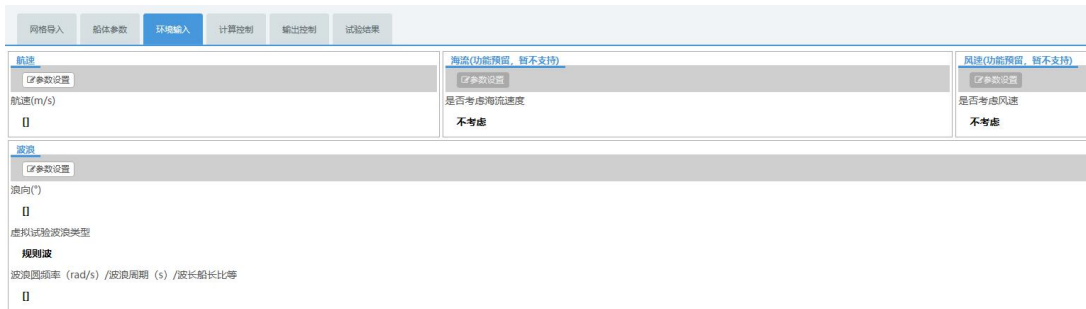 网格导入 船体参数 环境输入 计算控制 输出控制 试验结果
航速 海流(功能预留，暂不支持) 风速(功能预留，暂不支持)
参数设置 参数设置 参数设置
航速(m/s) 是否考虑海流速度 是否考虑风速
[] 不考虑 不考虑
波浪
参数设置
浪向(°)
[]
虚拟试验波浪类型
规则波
波浪圆频率（rad/s）/波浪周期（s）/波长船长比等
[]